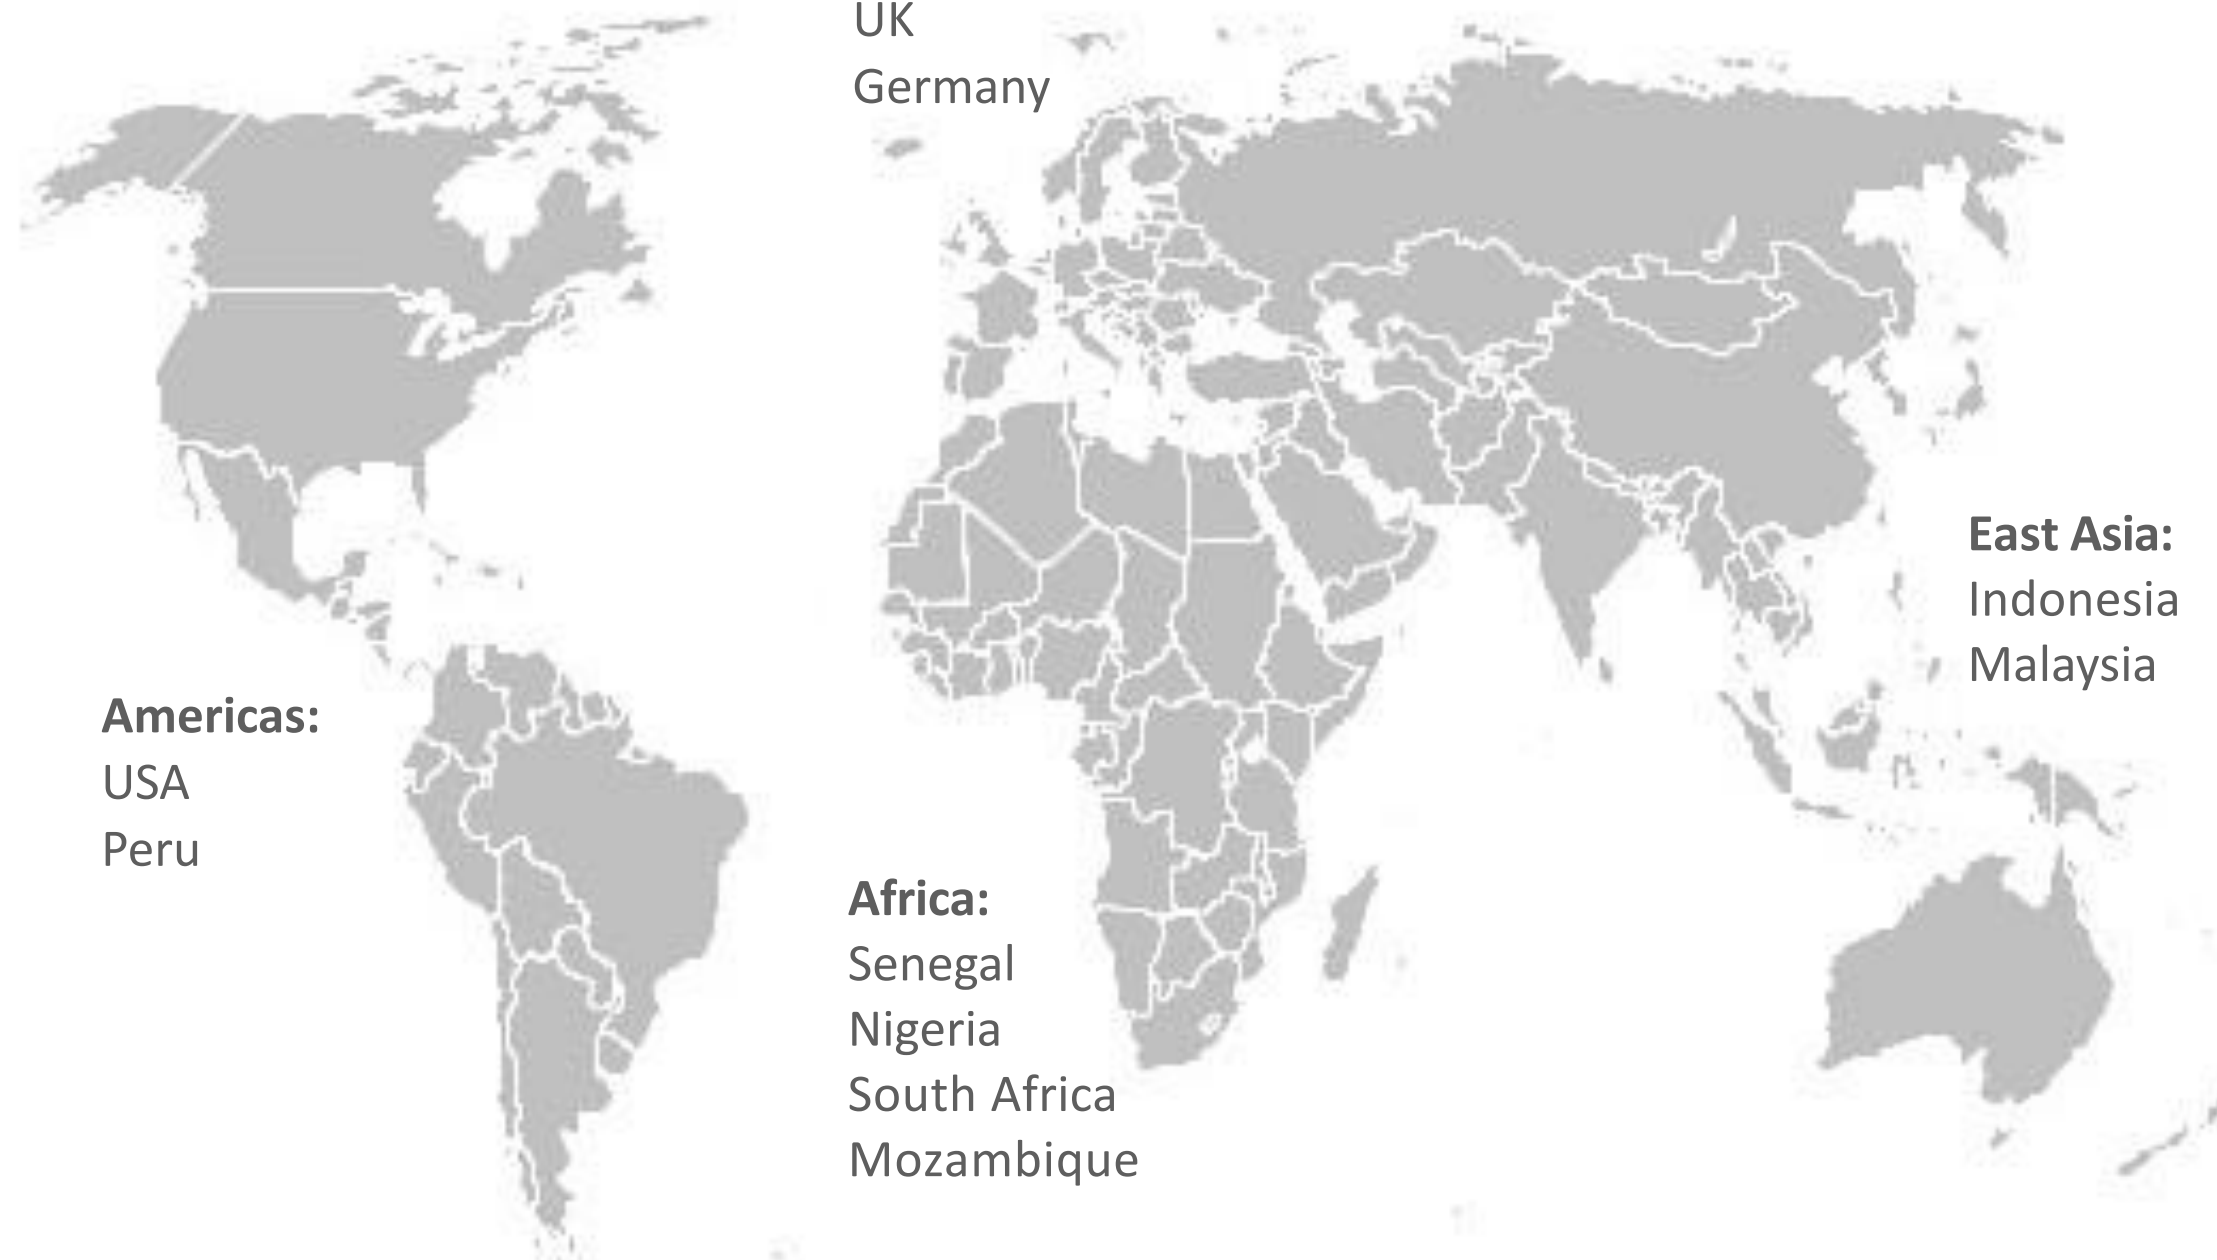 UK
Germany
East Asia:
Indonesia
Malaysia
Americas:
USA
Peru
Africa:
Senegal
Nigeria
South Africa
Mozambique